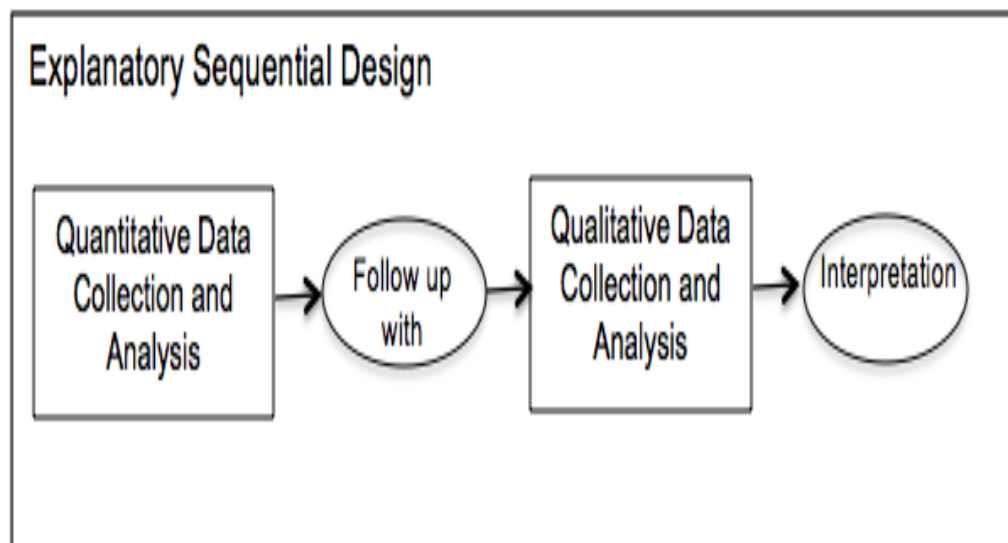 Explanatory Sequential Design
Quantitative Data
Collection and
Analysis
Follow up
with
Qualitative Data
Collection and
Analysis
Interpretation